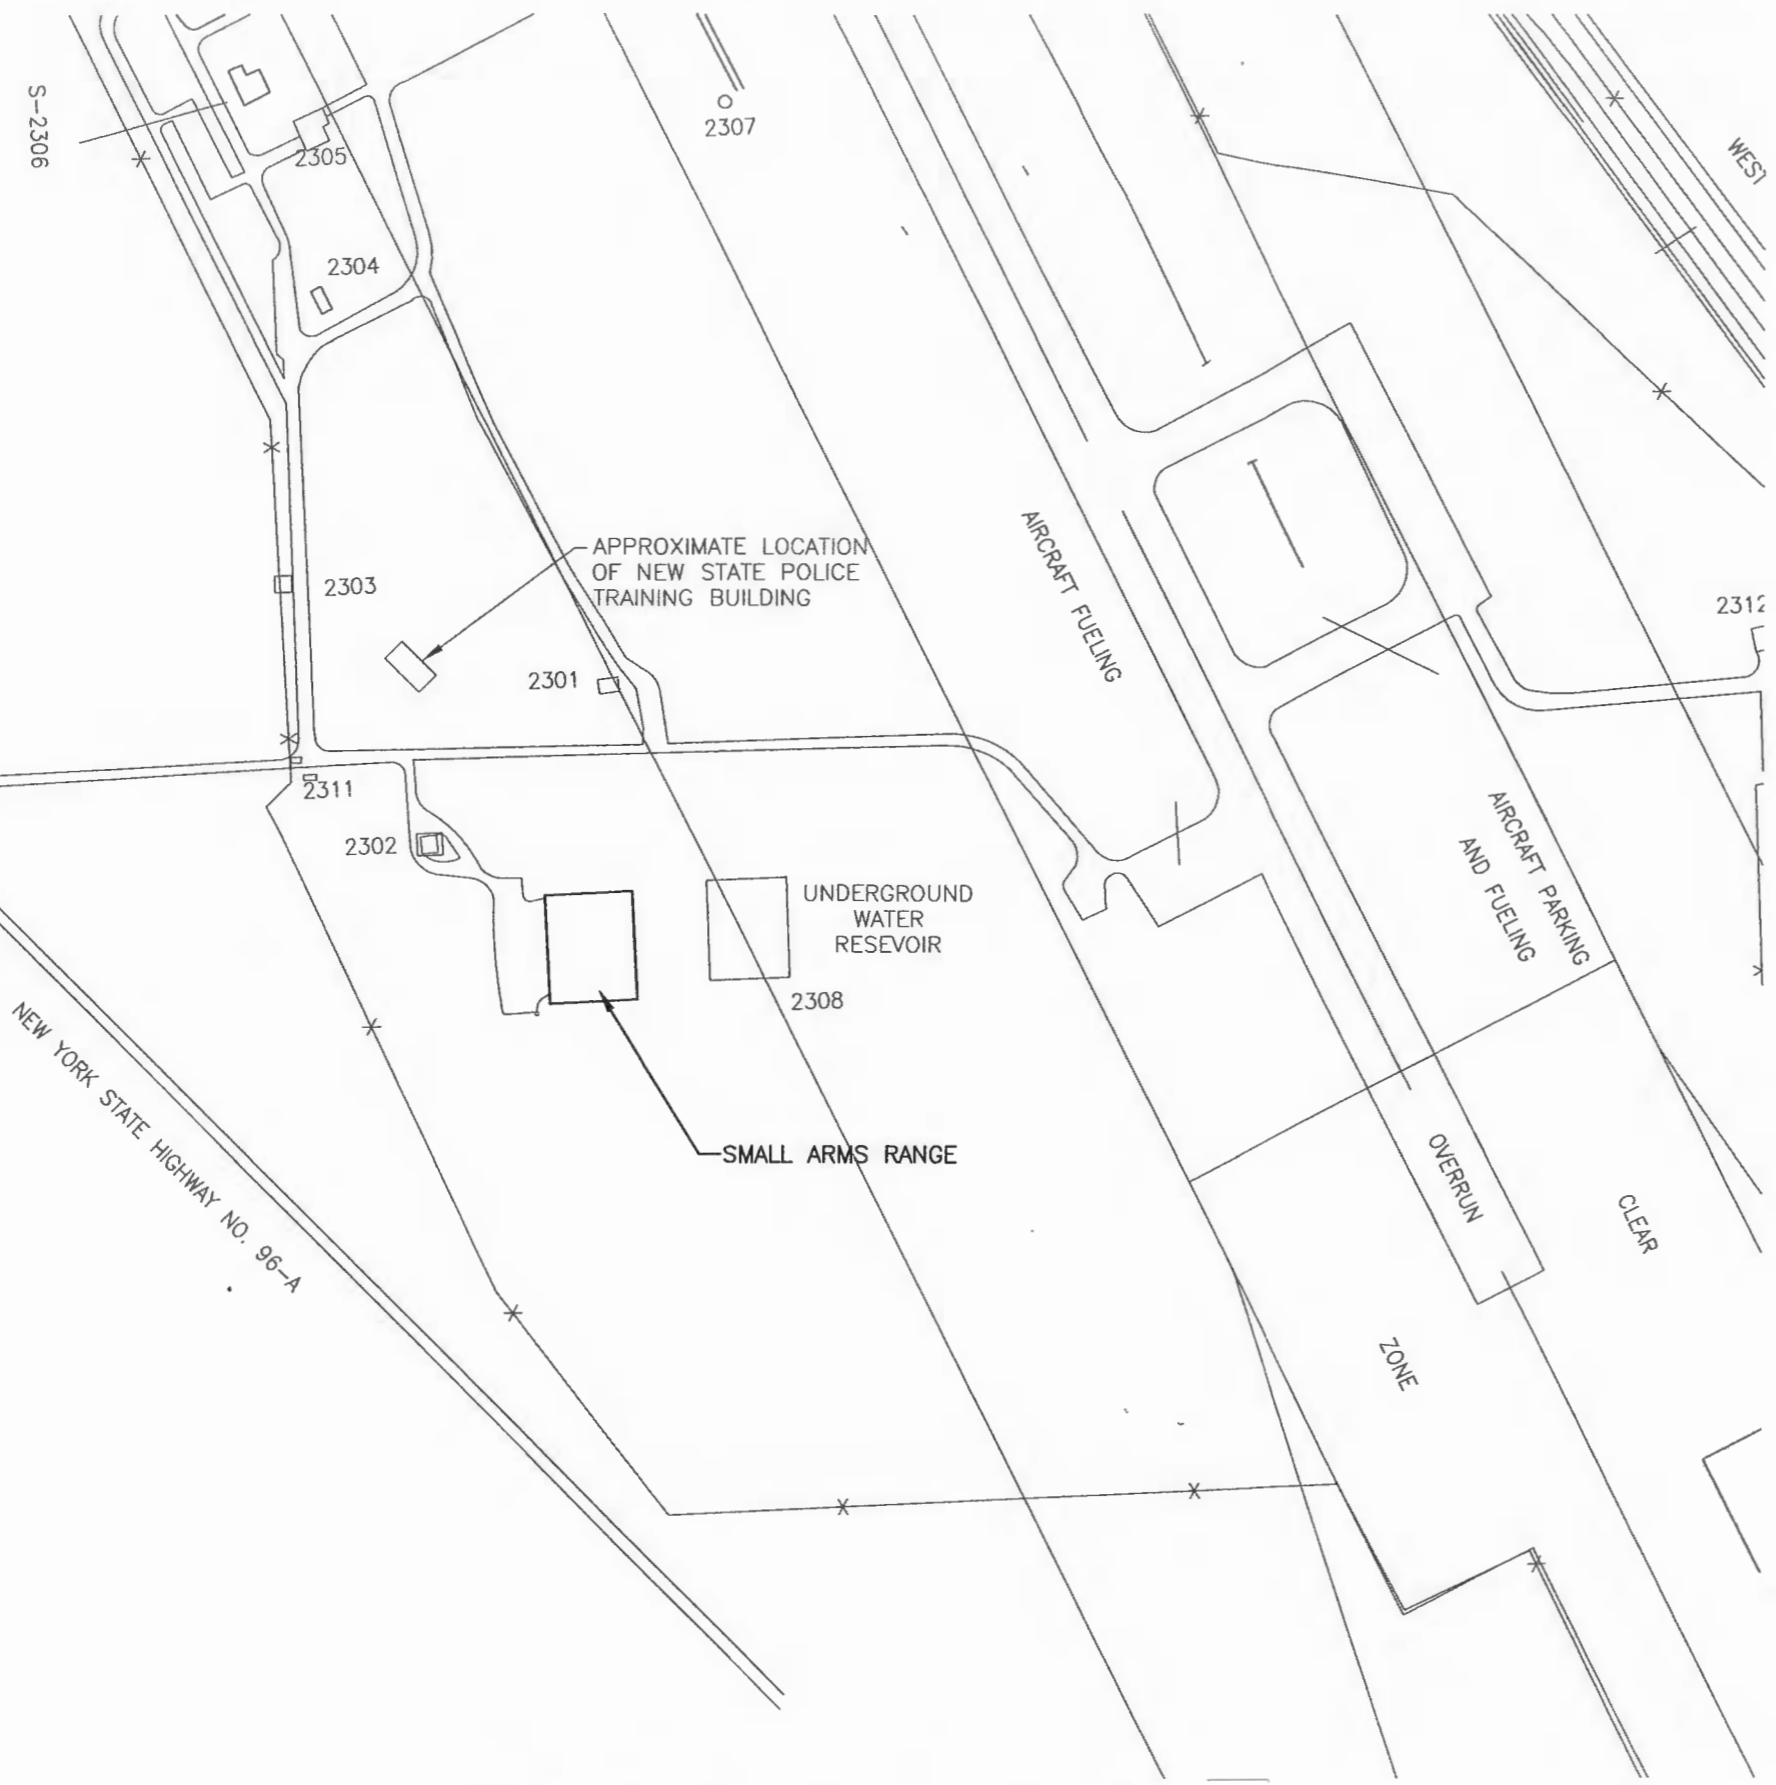 S-2306
2305
2307
WEST
2304
APPROXIMATE LOCATION
OF NEW STATE POLICE
TRAINING BUILDING
2303
2301
AIRCRAFT FUELING
2312
2311
2302
UNDERGROUND
WATER
RESEVOIR
2308
AIRCRAFT PARKING
AND FUELING
NEW YORK STATE HIGHWAY NO. 96-A
SMALL ARMS RANGE
OVERRUN
CLEAR
ZONE